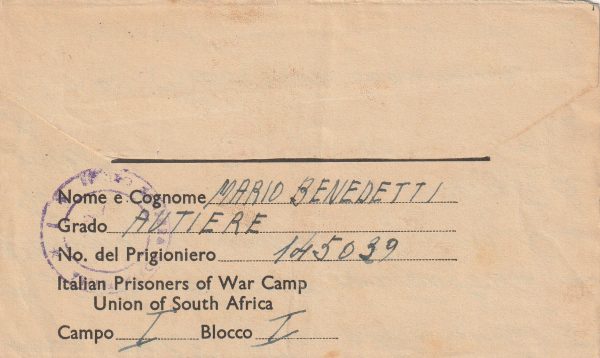 Nome e Cognome MARIO BENEDETTI
Grado AUTIERE
No. del Prigioniero 145039
Italian Prisoners of War Camp
Union of South Africa
Campo I Blocco I